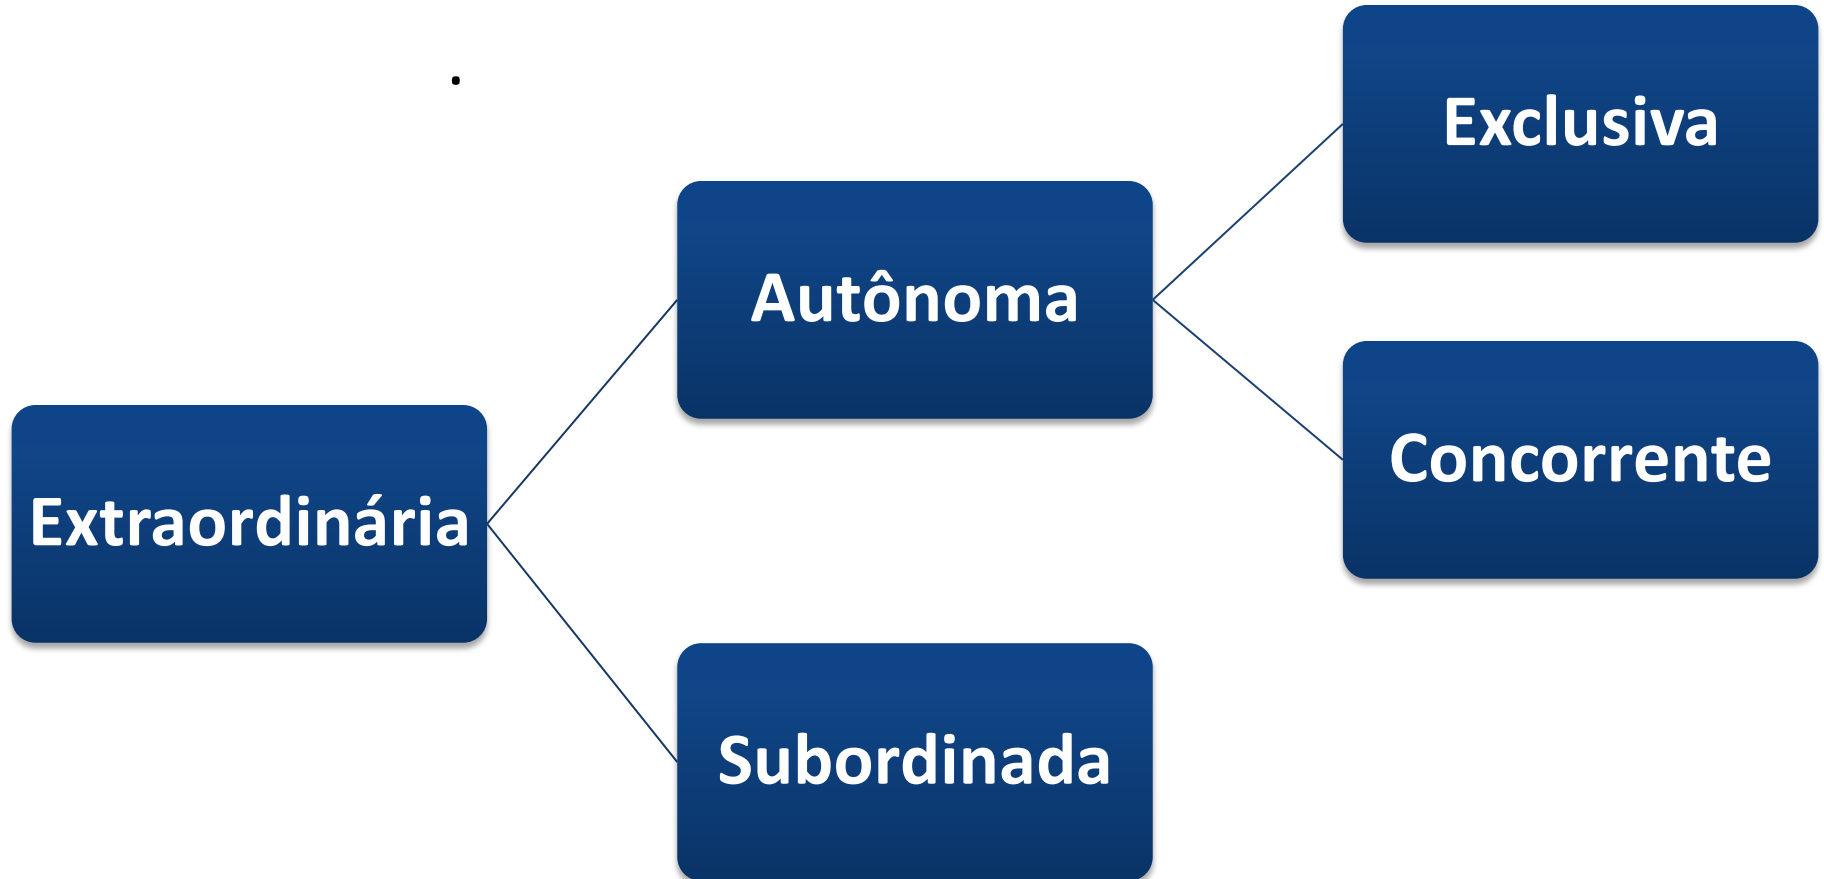 .
Extraordinária
Autônoma
Exclusiva
Concorrente
Subordinada